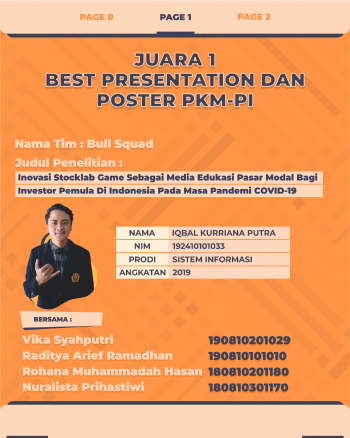 PAGE 0 PAGE 1 PAGE 2
JUARA 1
BEST PRESENTATION DAN
POSTER PKM-PI
Nama Tim : Bull Squad
Judul Penelitian :
Inovasi Stocklab Game Sebagai Media Edukasi Pasar Modal Bagi
Investor Pemula Di Indonesia Pada Masa Pandemi COVID-19
NAMA IQBAL KURRIANA PUTRA
NIM 192410101033
PRODI SISTEM INFORMASI
ANGKATAN 2019
BERSAMA :
Vika Syahputri 190810201029
Raditya Arief Ramadhan 190810101010
Rohana Muhammadah Hasan 180810201180
Nuralista Prihastiwi 180810301170